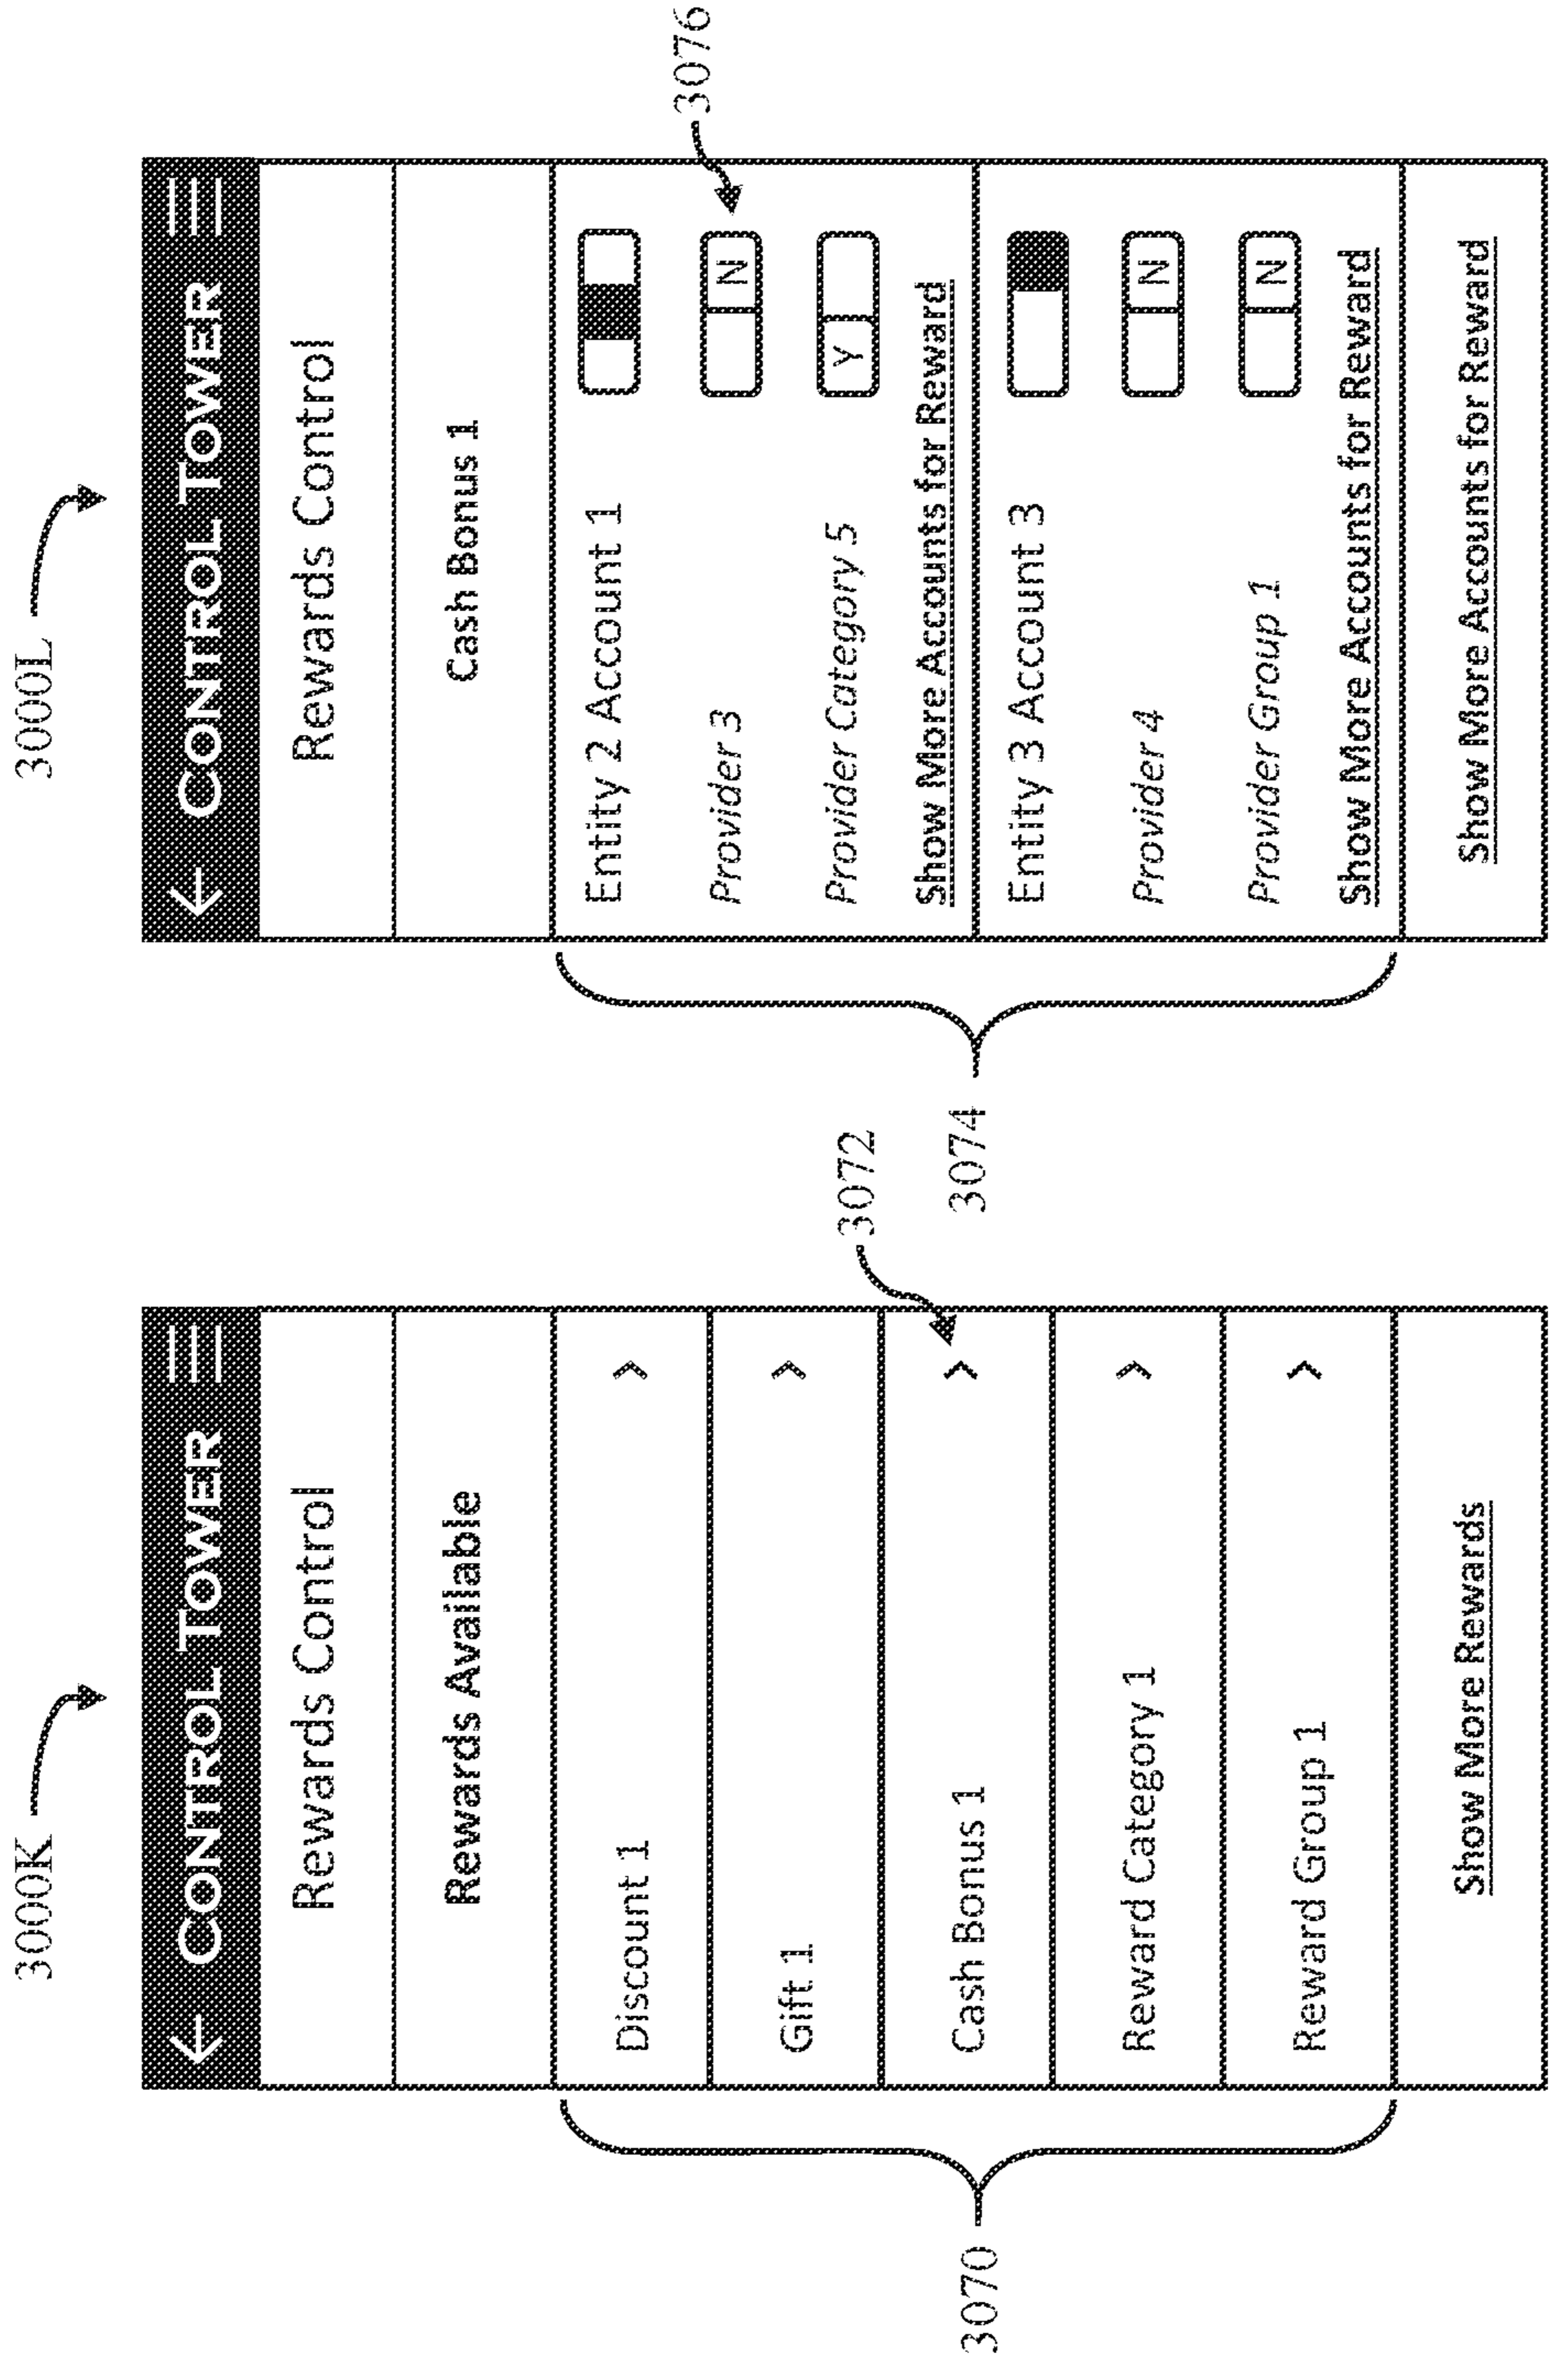 3000K
CONTROL TOWER
Rewards Control
Rewards Available
Discount 1
Gift 1
Cash Bonus 1
Reward Category 1
Reward Group 1
Show More Rewards
3070
3072
3000L
CONTROL TOWER
Rewards Control
Cash Bonus 1
Entity 2 Account 1
Provider 3 N
Provider Category 5 Y
Show More Accounts for Reward
Entity 3 Account 3
Provider 4 N
Provider Group 1 N
Show More Accounts for Reward
Show More Accounts for Reward
3074
3076